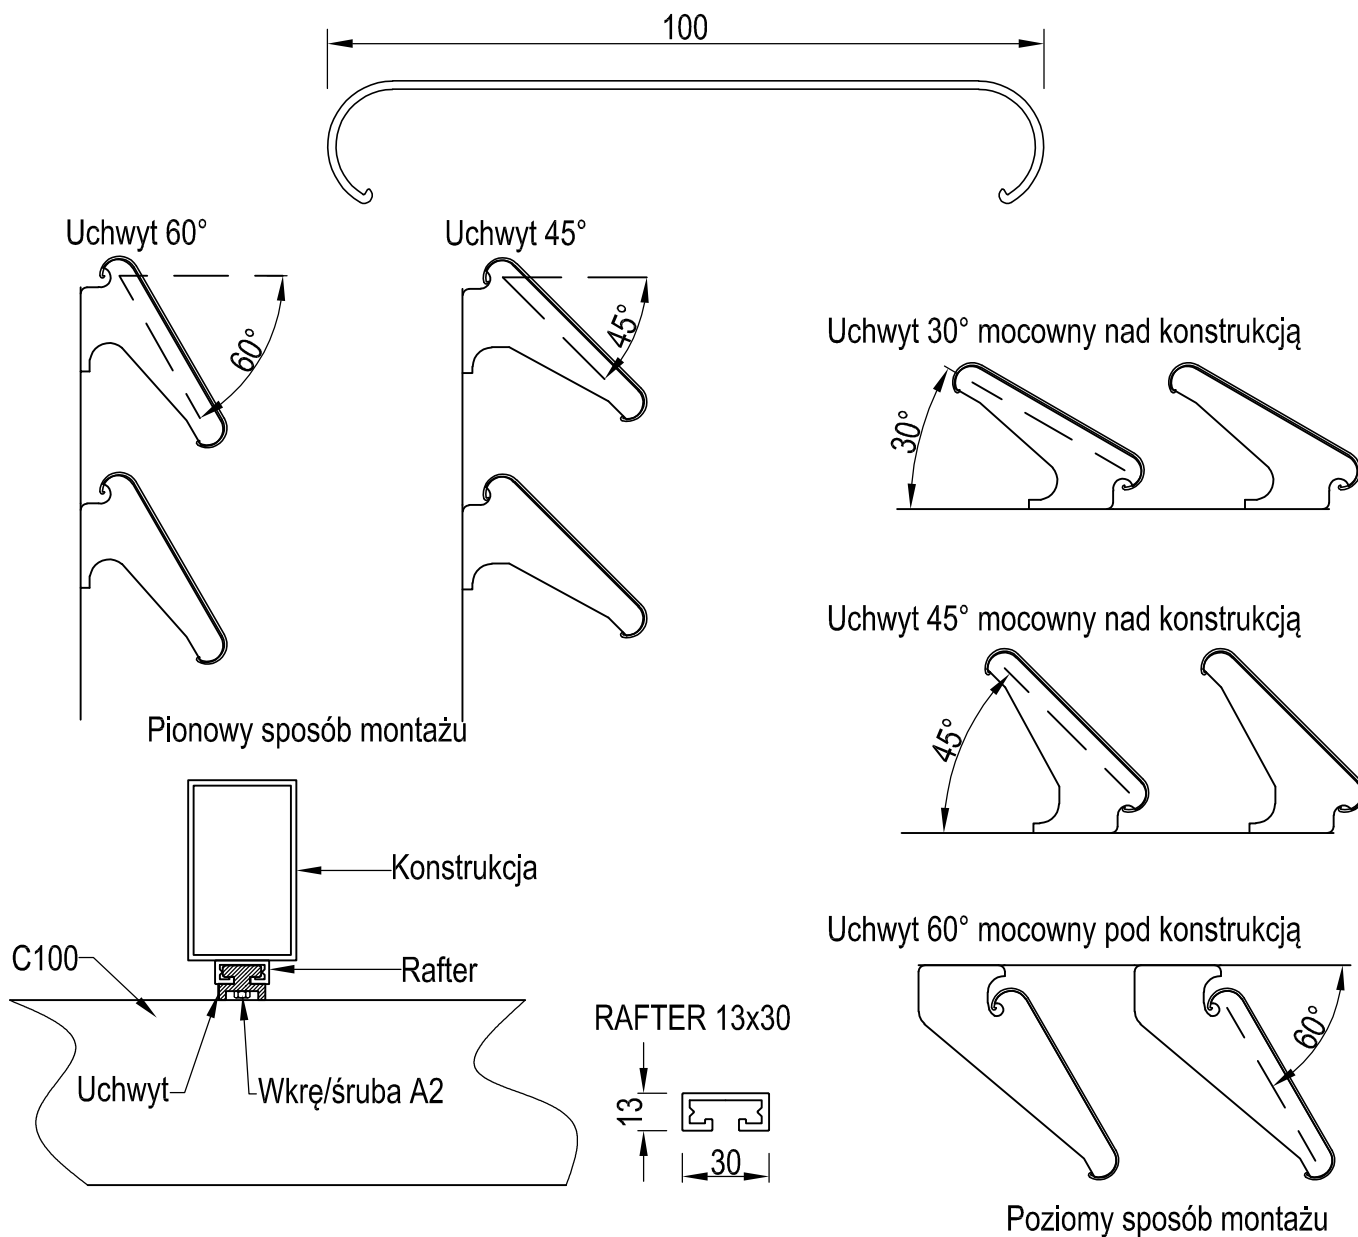 100
Uchwyt 60°
Uchwyt 45°
60°
45°
Uchwyt 30° mocowny nad konstrukcją
30°
Uchwyt 45° mocowny nad konstrukcją
45°
Pionowy sposób montażu
Konstrukcja
C100
Rafter
Uchwyt
Wkrę/śruba A2
RAFTER 13x30
13
30
Uchwyt 60° mocowny pod konstrukcją
60°
Poziomy sposób montażu